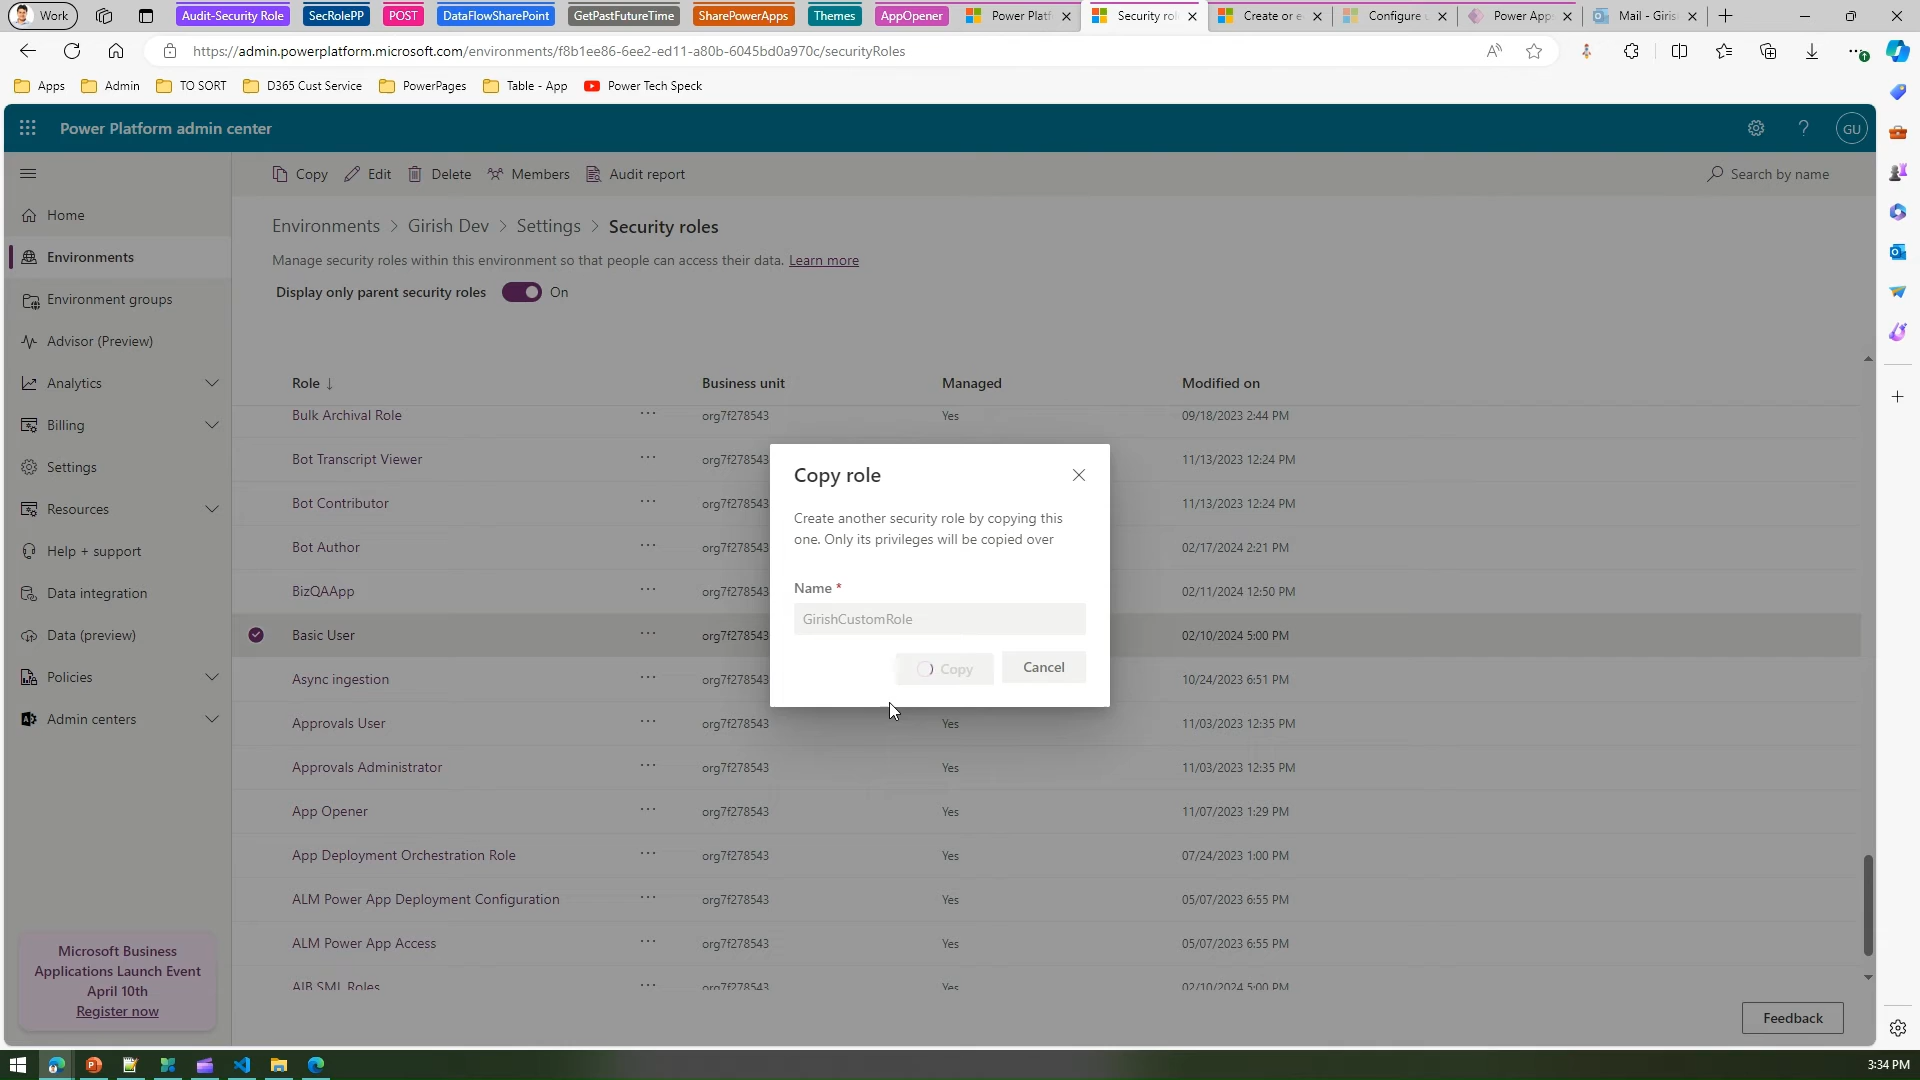 Work
Audit-Security Role
SecRolePP
POST
DataFlowSharePoint
GetPastFutureTime
SharePowerApps
Themes
AppOpener
Power Platf
Security rol
Create or e
Configure u
Power Apps
Mail - Giris
https://admin.powerplatform.microsoft.com/environments/f8b1ee86-6ee2-ed11-a80b-6045bd0a970c/securityRoles
Apps
Admin
TO SORT
D365 Cust Service
PowerPages
Table - App
Power Tech Speck
Power Platform admin center
?
GU
Copy
Edit
Delete
Members
Audit report
Search by name
Home
Environments
Environment groups
Advisor (Preview)
Analytics
Billing
Settings
Resources
Help + support
Data integration
Data (preview)
Policies
Admin centers
Microsoft Business
Applications Launch Event
April 10th
Register now
Environments > Girish Dev > Settings > Security roles
Manage security roles within this environment so that people can access their data. Learn more
Display only parent security roles On
Role ↓ Business unit Managed Modified on
Bulk Archival Role ... org7f278543 Yes 09/18/2023 2:44 PM
Bot Transcript Viewer ... org7f278543 11/13/2023 12:24 PM
Bot Contributor ... org7f278543 11/13/2023 12:24 PM
Bot Author ... org7f278543 02/17/2024 2:21 PM
BizQAApp ... org7f278543 02/11/2024 12:50 PM
Basic User ... org7f278543 02/10/2024 5:00 PM
Async ingestion ... org7f278543 10/24/2023 6:51 PM
Approvals User ... org7f278543 Yes 11/03/2023 12:35 PM
Approvals Administrator ... org7f278543 Yes 11/03/2023 12:35 PM
App Opener ... org7f278543 Yes 11/07/2023 1:29 PM
App Deployment Orchestration Role ... org7f278543 Yes 07/24/2023 1:00 PM
ALM Power App Deployment Configuration ... org7f278543 Yes 05/07/2023 6:55 PM
ALM Power App Access ... org7f278543 Yes 05/07/2023 6:55 PM
AIB SML Roles ... org7f278543 Yes 02/10/2024 5:00 PM
Copy role
Create another security role by copying this
one. Only its privileges will be copied over
Name *
GirishCustomRole
Copy
Cancel
Feedback
3:34 PM